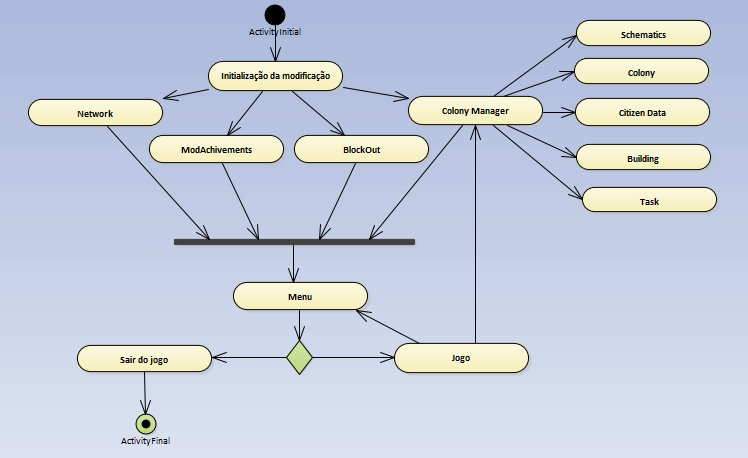 ActivityInitial
Initialização da modificação
Network
ModAchivements
BlockOut
Colony Manager
Schematics
Colony
Citizen Data
Building
Task
Menu
Sair do jogo
Jogo
ActivityFinal